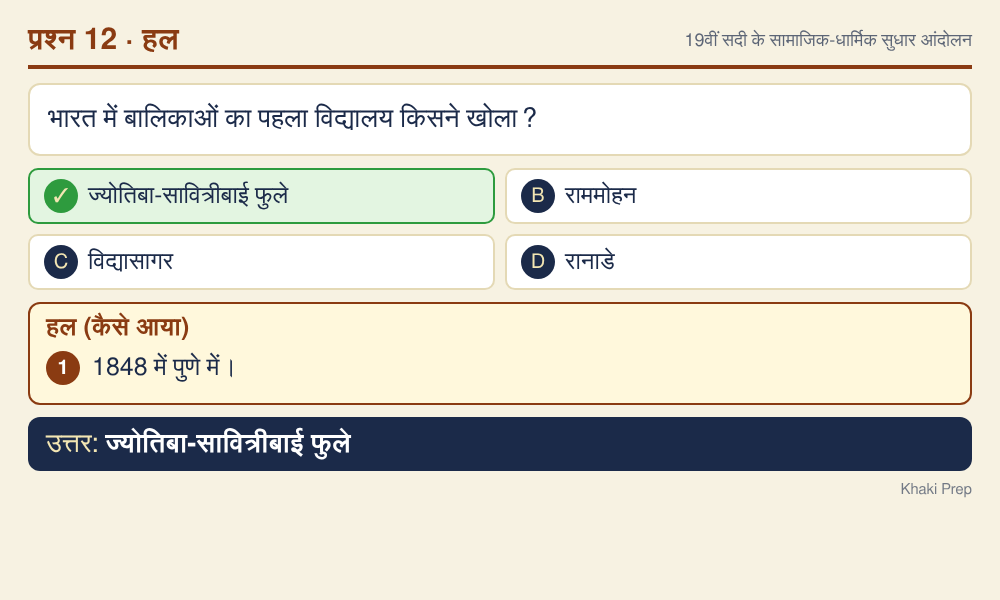 प्रश्न 12 · हल
19वीं सदी के सामाजिक-धार्मिक सुधार आंदोलन
भारत में बालिकाओं का पहला विद्यालय किसने खोला ?
✓ ज्योतिबा-सावित्रीबाई फुले
B राममोहन
C विद्यासागर
D रानाडे
हल (कैसे आया)
1 1848 में पुणे में।
उत्तर: ज्योतिबा-सावित्रीबाई फुले
Khaki Prep